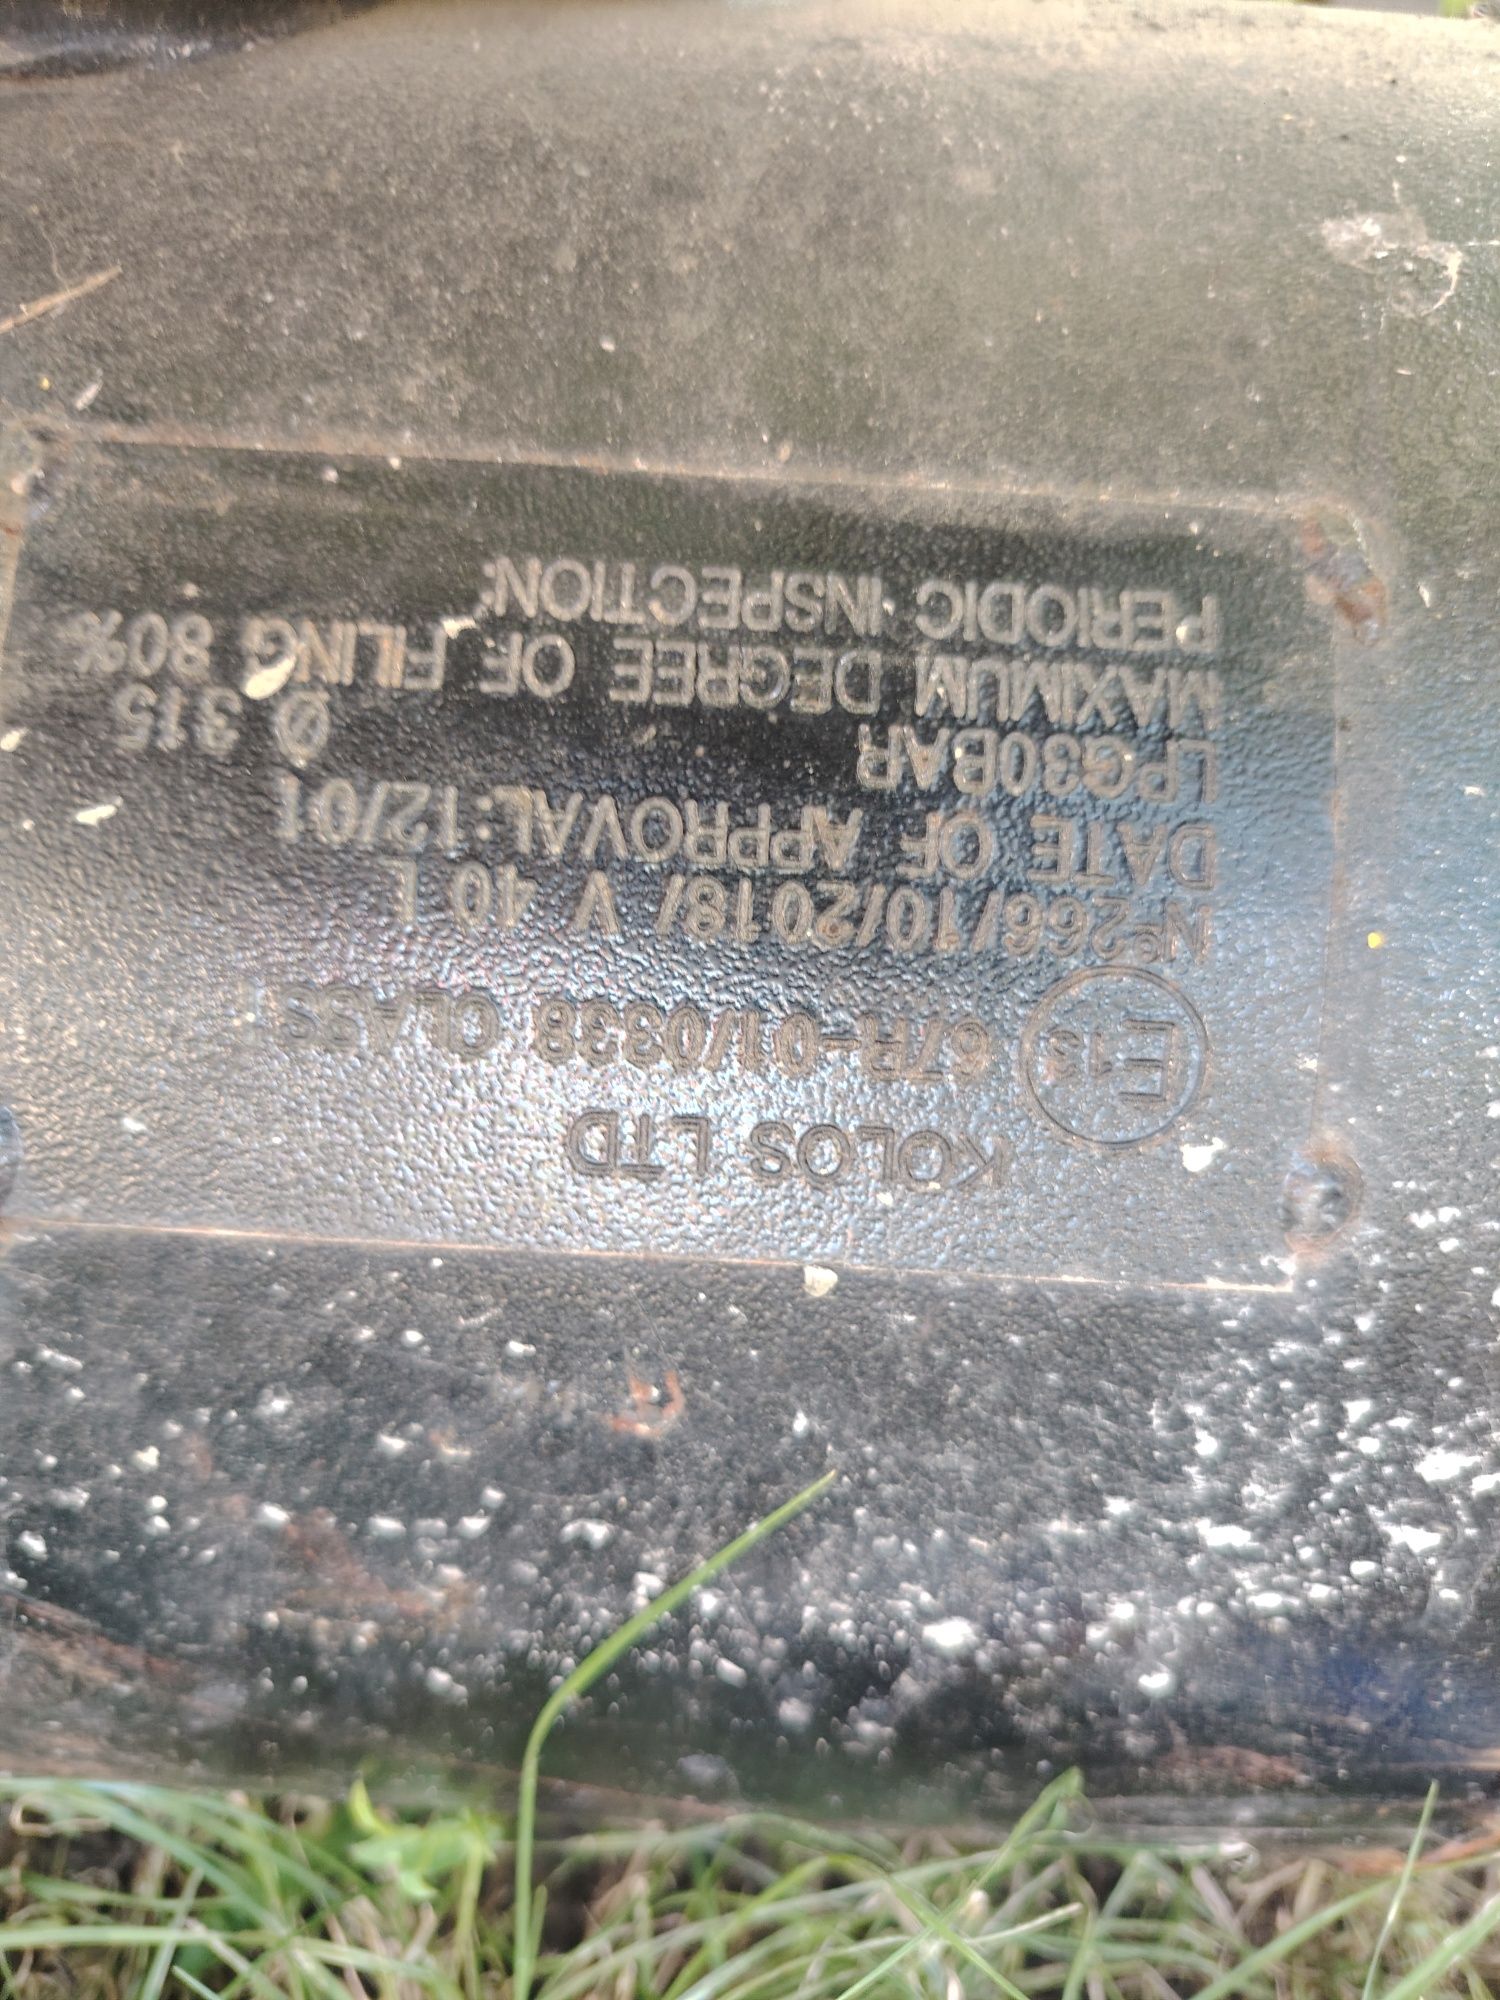 KOLOS LTD
E13 67R-01/0338 CLASS 1
Nº266/10/2018/ V 40 L
DATE OF APPROVAL:12/01
LPG30BAR Ø 315
MAXIMUM DEGREE OF FILING 80%
PERIODIC INSPECTION: